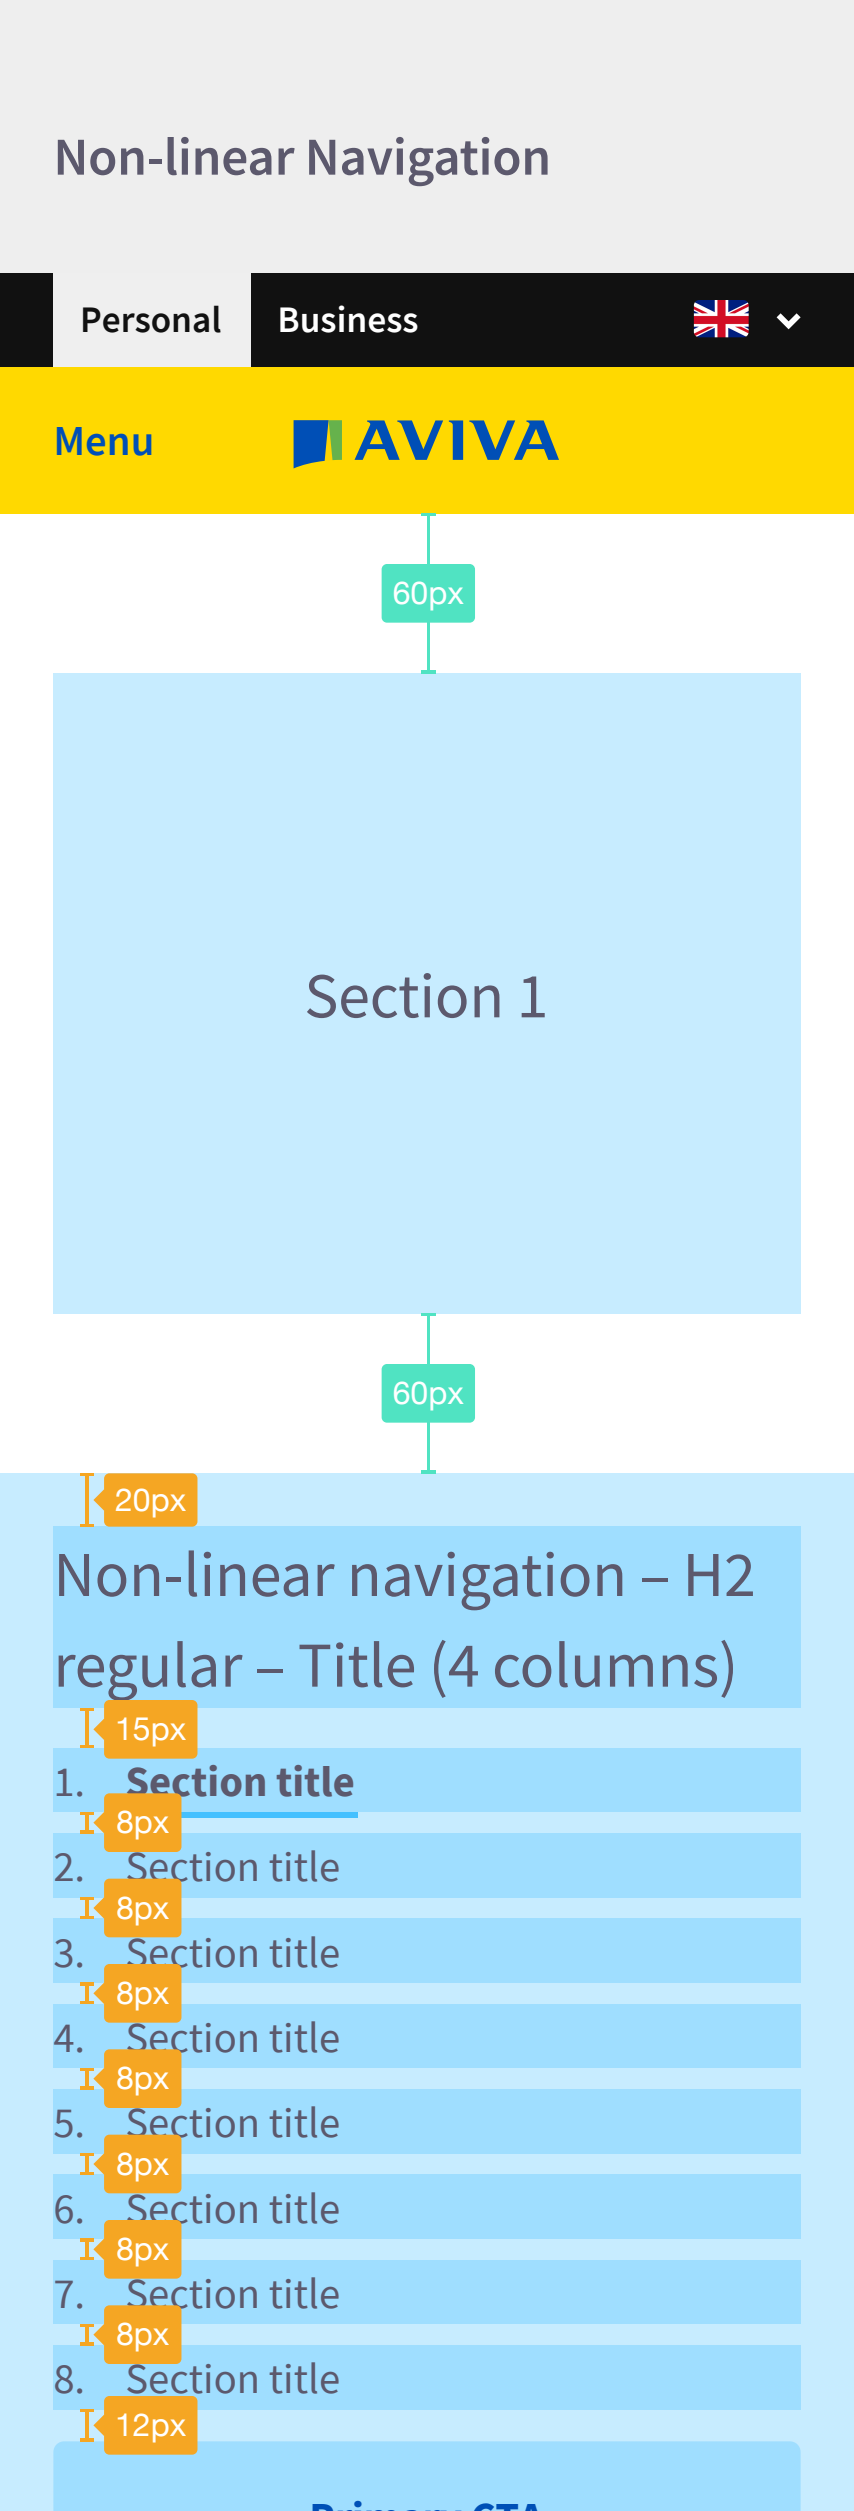 Non-linear Navigation
Personal Business
Menu AVIVA
60px
Section 1
60px
20px
Non-linear navigation – H2
regular – Title (4 columns)
15px
1. Section title
8px
2. Section title
8px
3. Section title
8px
4. Section title
8px
5. Section title
8px
6. Section title
8px
7. Section title
8px
8. Section title
12px
Primary CTA